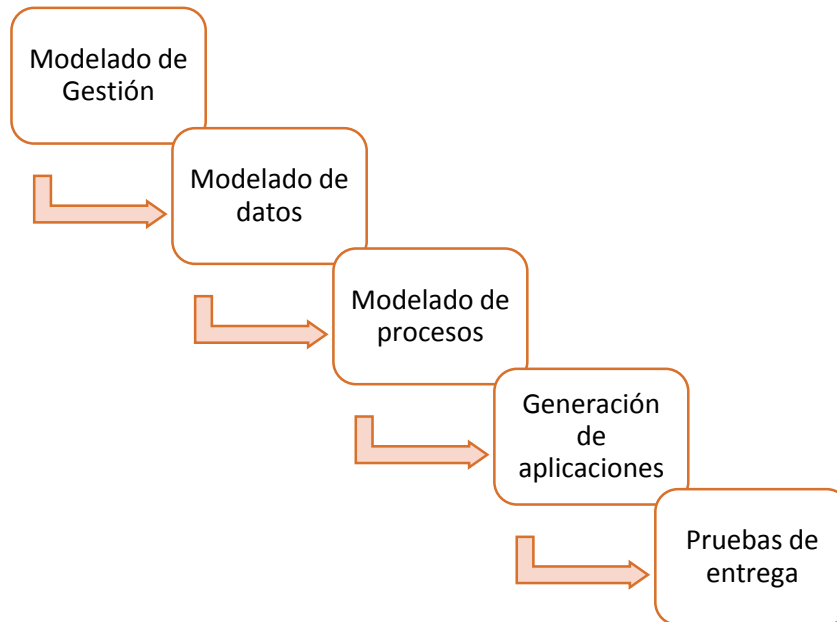 Modelado de
Gestión
Modelado de
datos
Modelado de
procesos
Generación
de
aplicaciones
Pruebas de
entrega